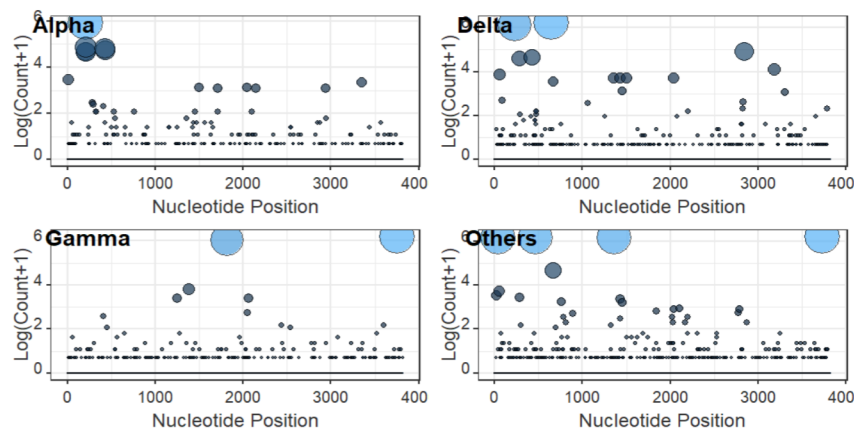 Alpha
Log(Count+1)
6
4
2
0
0 1000 2000 3000 400
Nucleotide Position
Delta
Log(Count+1)
6
4
2
0
0 1000 2000 3000 400
Nucleotide Position
Gamma
Log(Count+1)
6
4
2
0
0 1000 2000 3000 400
Nucleotide Position
Others
Log(Count+1)
6
4
2
0
0 1000 2000 3000 400
Nucleotide Position